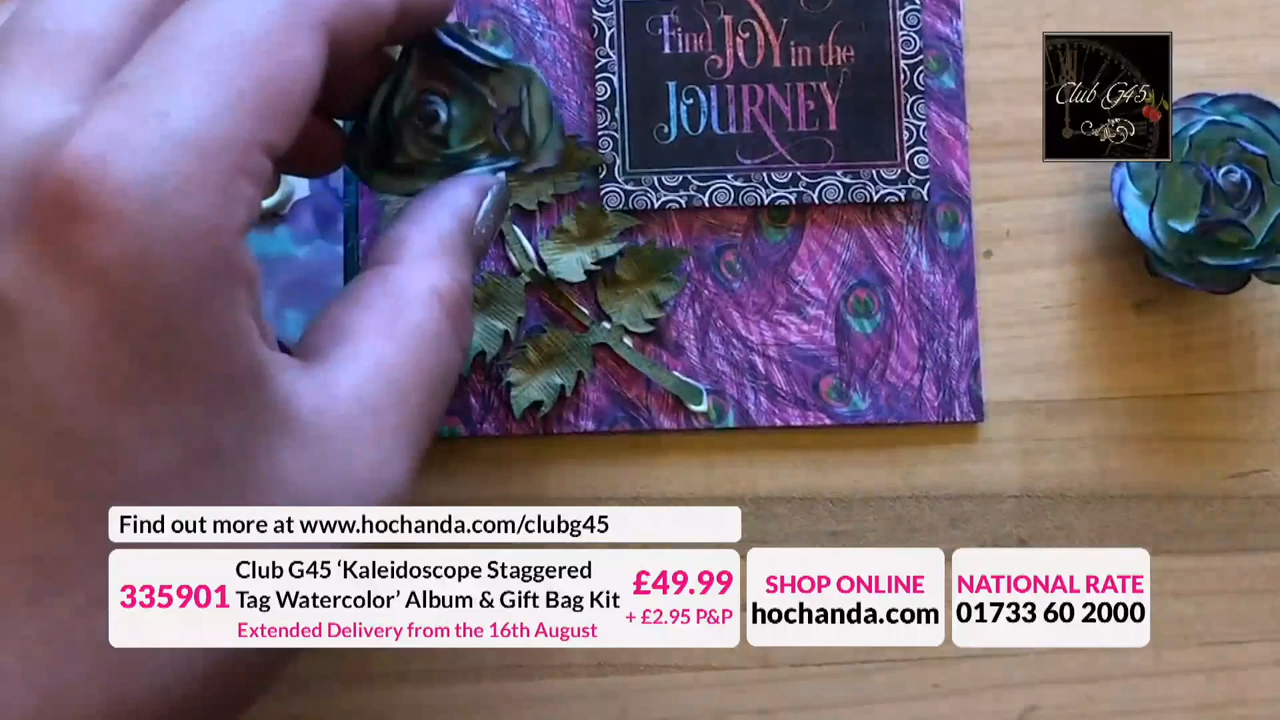 Find JOY in the
JOURNEY
Club G45
Find out more at www.hochanda.com/clubg45
335901
Club G45 ‘Kaleidoscope Staggered
Tag Watercolor’ Album & Gift Bag Kit
Extended Delivery from the 16th August
£49.99
+ £2.95 P&P
SHOP ONLINE
hochanda.com
NATIONAL RATE
01733 60 2000